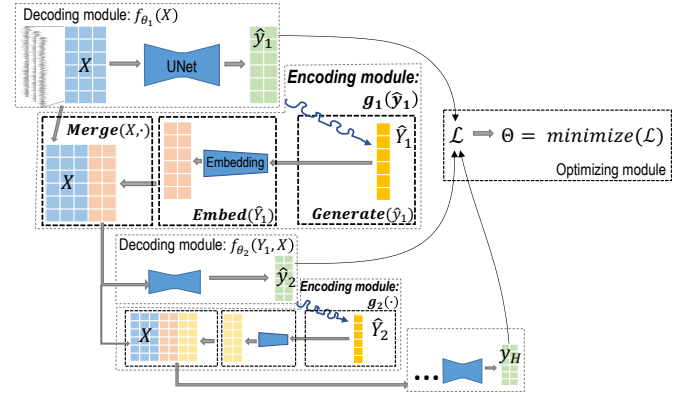 Decoding module: f_θ₁(X)
X
UNet
ŷ₁
Encoding module:
g₁(ŷ₁)
Merge(X,·)
X
Embedding
Embed(Ŷ₁)
Ŷ₁
Generate(ŷ₁)
ℒ ⇒ Θ = minimize(ℒ)
Optimizing module
Decoding module: f_θ₂(Y₁, X)
ŷ₂
Encoding module:
g₂(·)
X
Ŷ₂
...
y_H